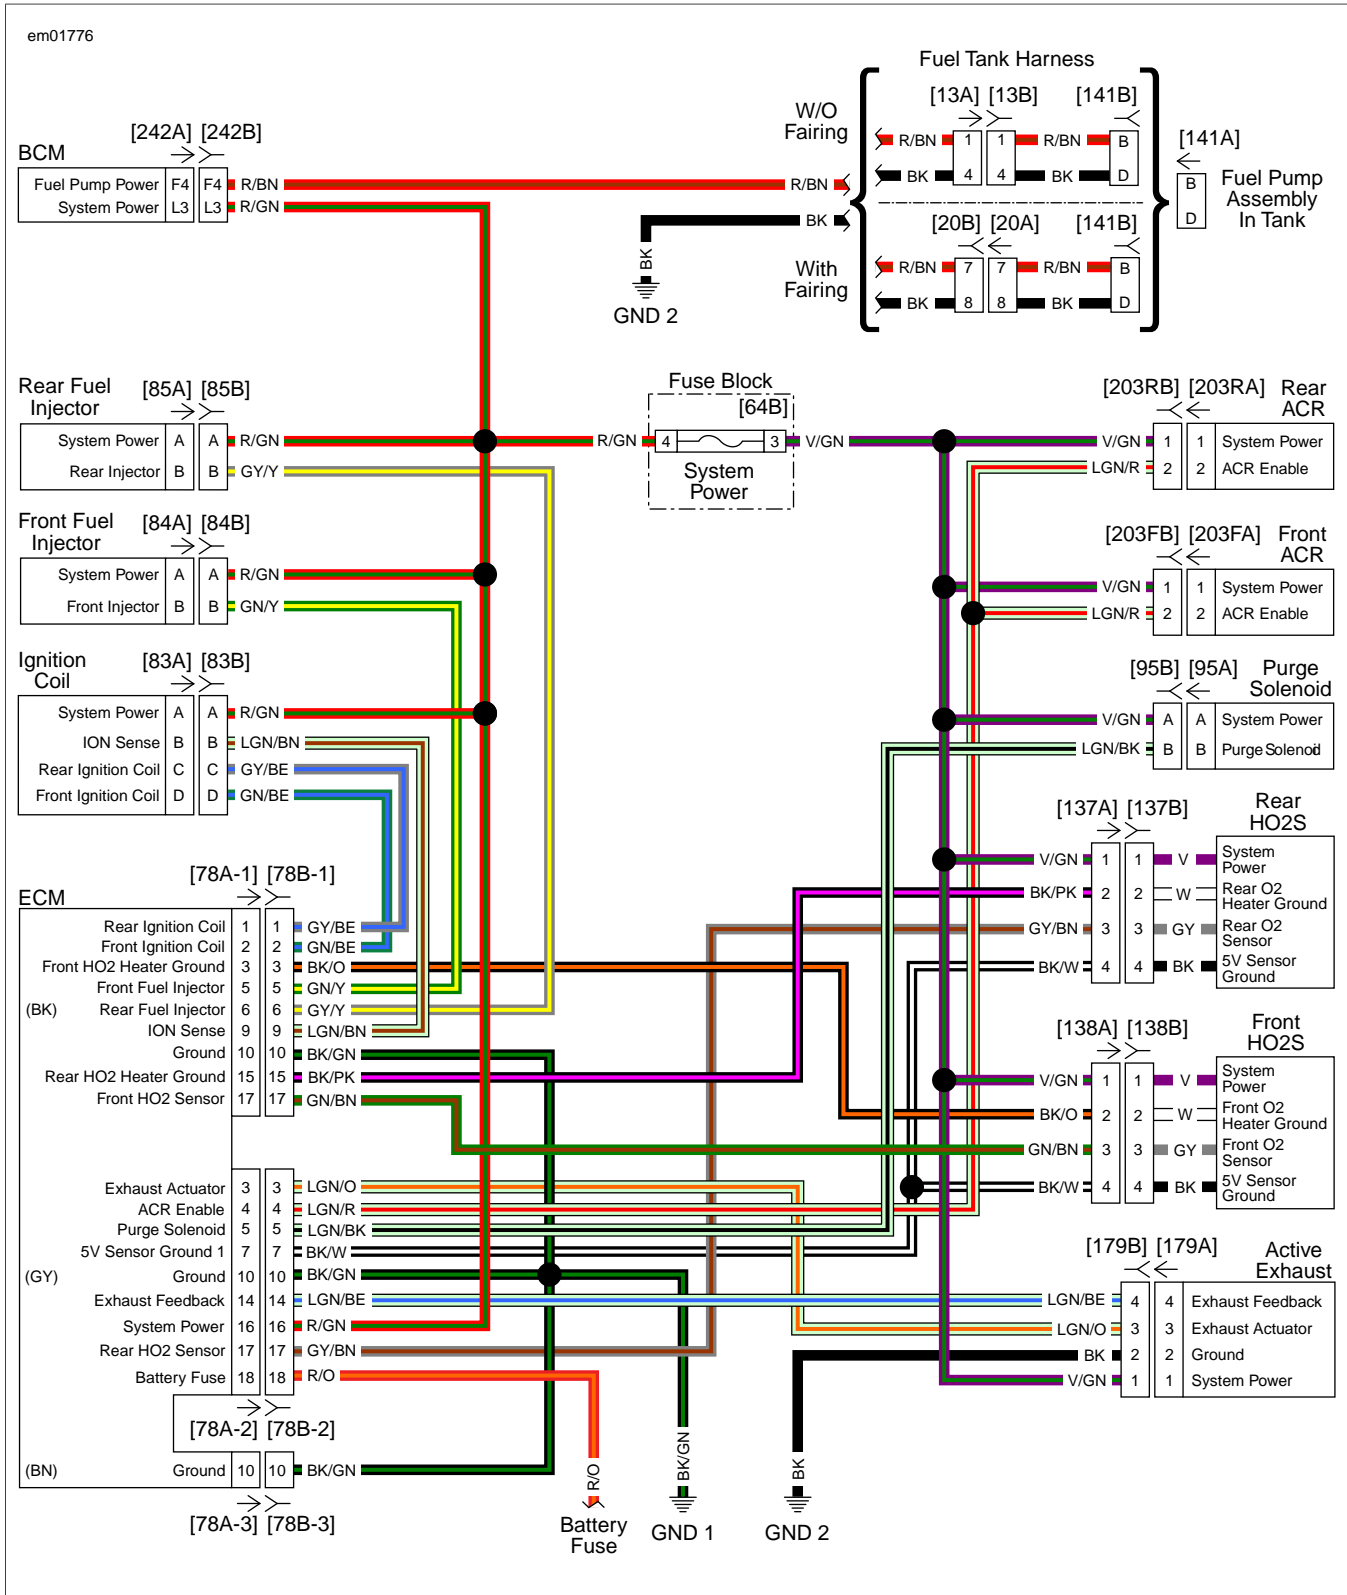 em01776
Fuel Tank Harness
W/O
Fairing
[13A] [13B] [141B]
R/BN 1 1 R/BN B
BK 4 4 BK D
[141A]
B
D
Fuel Pump
Assembly
In Tank
[20B] [20A] [141B]
With
Fairing
R/BN 7 7 R/BN B
BK 8 8 BK D
BCM
[242A] [242B]
Fuel Pump Power F4 F4 R/BN R/BN
System Power L3 L3 R/GN
BK
BK
GND 2
Rear Fuel
Injector
[85A] [85B]
System Power A A R/GN
Rear Injector B B GY/Y
Fuse Block
[64B]
R/GN 4 3 V/GN
System
Power
[203RB] [203RA]
Rear
ACR
V/GN 1 1 System Power
LGN/R 2 2 ACR Enable
Front Fuel
Injector
[84A] [84B]
System Power A A R/GN
Front Injector B B GN/Y
[203FB] [203FA]
Front
ACR
V/GN 1 1 System Power
LGN/R 2 2 ACR Enable
Ignition
Coil
[83A] [83B]
System Power A A R/GN
ION Sense B B LGN/BN
Rear Ignition Coil C C GY/BE
Front Ignition Coil D D GN/BE
[95B] [95A]
Purge
Solenoid
V/GN A A System Power
LGN/BK B B Purge Solenoid
[137A] [137B]
Rear
HO2S
V/GN 1 1 V System
Power
BK/PK 2 2 W Rear O2
Heater Ground
GY/BN 3 3 GY Rear O2
Sensor
BK/W 4 4 BK 5V Sensor
Ground
ECM
[78A-1] [78B-1]
Rear Ignition Coil 1 1 GY/BE
Front Ignition Coil 2 2 GN/BE
Front HO2 Heater Ground 3 3 BK/O
Front Fuel Injector 5 5 GN/Y
(BK) Rear Fuel Injector 6 6 GY/Y
ION Sense 9 9 LGN/BN
Ground 10 10 BK/GN
Rear HO2 Heater Ground 15 15 BK/PK
Front HO2 Sensor 17 17 GN/BN
[138A] [138B]
Front
HO2S
V/GN 1 1 V System
Power
BK/O 2 2 W Front O2
Heater Ground
GN/BN 3 3 GY Front O2
Sensor
BK/W 4 4 BK 5V Sensor
Ground
Exhaust Actuator 3 3 LGN/O
ACR Enable 4 4 LGN/R
Purge Solenoid 5 5 LGN/BK
5V Sensor Ground 1 7 7 BK/W
(GY) Ground 10 10 BK/GN
Exhaust Feedback 14 14 LGN/BE
System Power 16 16 R/GN
Rear HO2 Sensor 17 17 GY/BN
Battery Fuse 18 18 R/O
[78A-2] [78B-2]
[179B] [179A]
Active
Exhaust
LGN/BE 4 4 Exhaust Feedback
LGN/O 3 3 Exhaust Actuator
BK 2 2 Ground
V/GN 1 1 System Power
(BN) Ground 10 10 BK/GN
[78A-3] [78B-3]
R/O
Battery
Fuse
BK/GN
GND 1
BK
GND 2